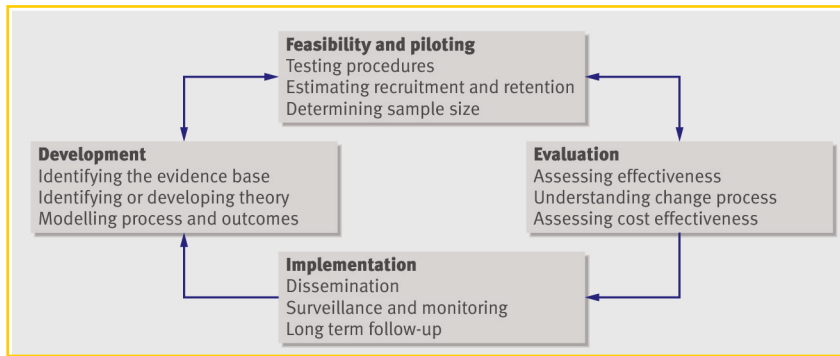 Feasibility and piloting
Testing procedures
Estimating recruitment and retention
Determining sample size
Development
Identifying the evidence base
Identifying or developing theory
Modelling process and outcomes
Evaluation
Assessing effectiveness
Understanding change process
Assessing cost effectiveness
Implementation
Dissemination
Surveillance and monitoring
Long term follow-up